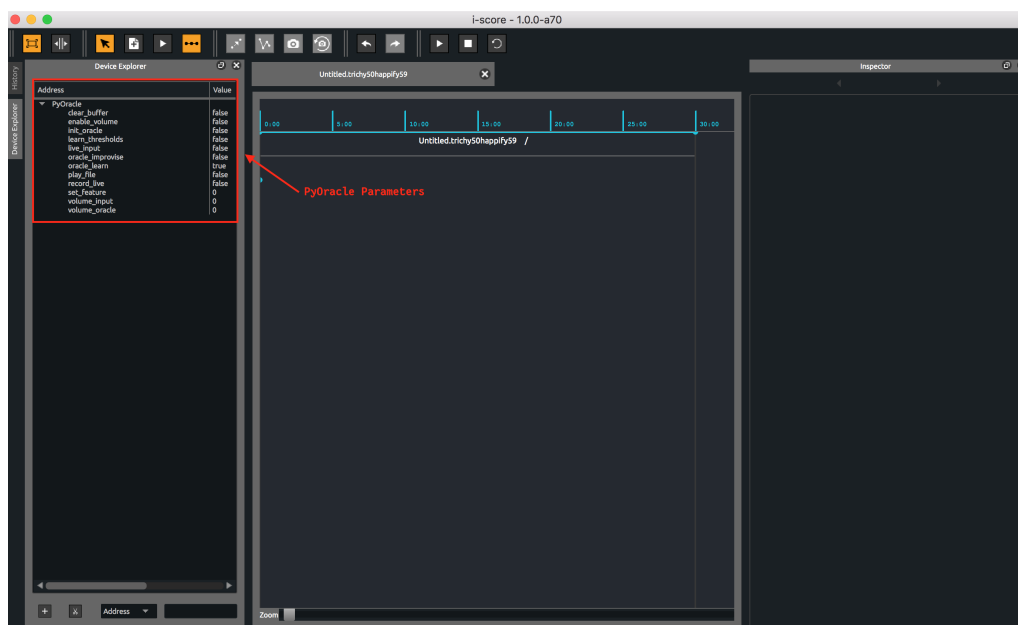 i-score - 1.0.0-a70
History
Device Explorer
Device Explorer
Address Value
PyOracle
clear_buffer false
enable_volume false
init_oracle false
learn_thresholds false
live_input false
oracle_improvise false
oracle_learn true
play_file false
record_live false
set_feature 0
volume_input 0
volume_oracle 0
Address
Untitled.trichy50happify59
0:00 5:00 10:00 15:00 20:00 25:00 30:00
Untitled.trichy50happify59 /
PyOracle Parameters
Zoom
Inspector